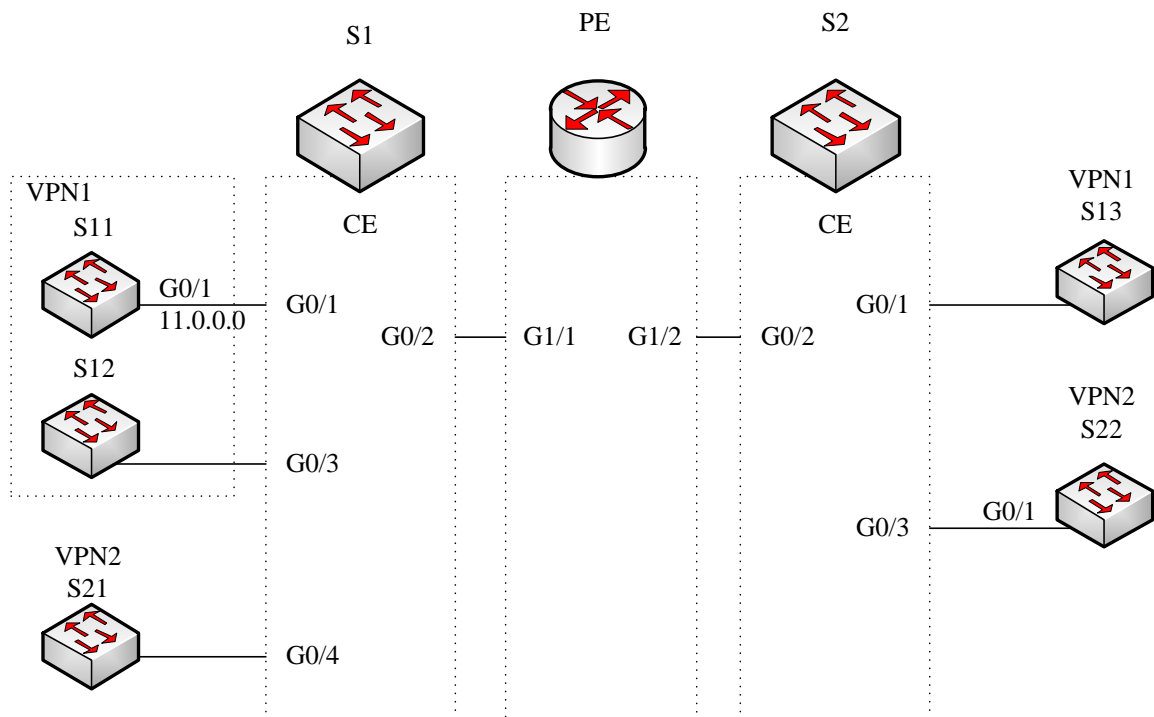 S1
PE
S2
VPN1
S11
G0/1
11.0.0.0
S12
VPN2
S21
CE
G0/1
G0/2
G0/3
G0/4
G1/1
G1/2
CE
G0/1
G0/2
G0/3
VPN1
S13
VPN2
S22
G0/1